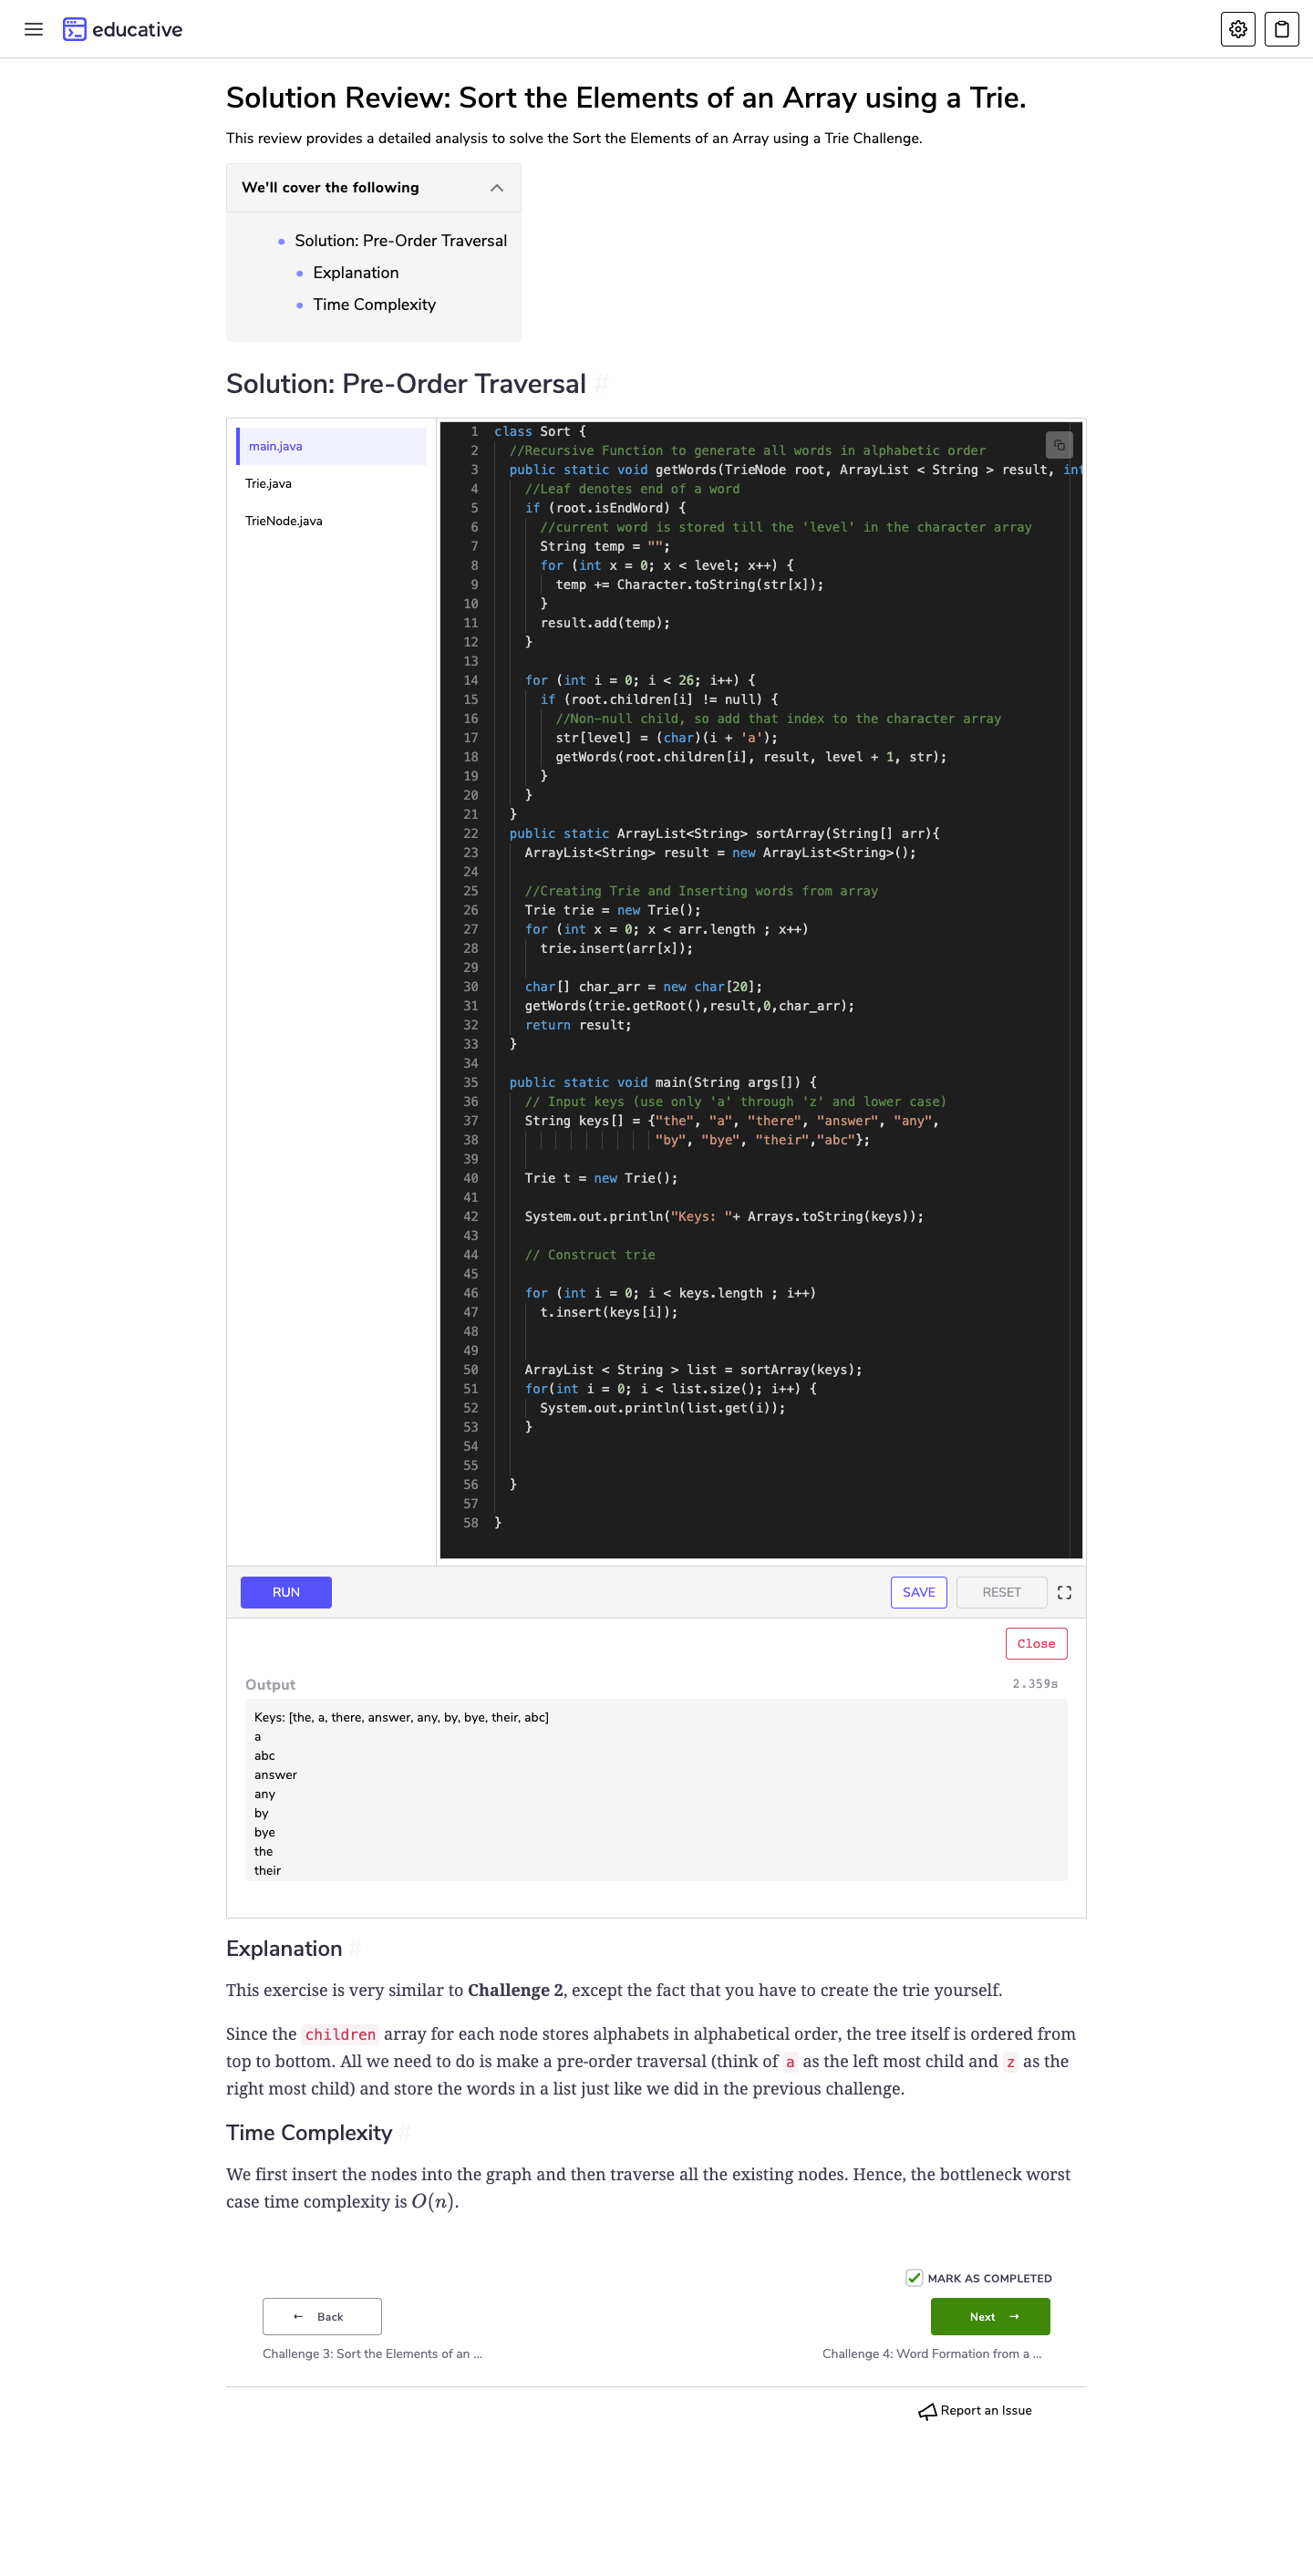 educative
Solution Review: Sort the Elements of an Array using a Trie.
This review provides a detailed analysis to solve the Sort the Elements of an Array using a Trie Challenge.
We'll cover the following
Solution: Pre-Order Traversal
Explanation
Time Complexity
Solution: Pre-Order Traversal #
main.java
Trie.java
TrieNode.java
1 class Sort {
2 //Recursive Function to generate all words in alphabetic order
3 public static void getWords(TrieNode root, ArrayList < String > result, int
4 //Leaf denotes end of a word
5 if (root.isEndWord) {
6 //current word is stored till the 'level' in the character array
7 String temp = "";
8 for (int x = 0; x < level; x++) {
9 temp += Character.toString(str[x]);
10 }
11 result.add(temp);
12 }
13
14 for (int i = 0; i < 26; i++) {
15 if (root.children[i] != null) {
16 //Non-null child, so add that index to the character array
17 str[level] = (char)(i + 'a');
18 getWords(root.children[i], result, level + 1, str);
19 }
20 }
21 }
22 public static ArrayList<String> sortArray(String[] arr){
23 ArrayList<String> result = new ArrayList<String>();
24
25 //Creating Trie and Inserting words from array
26 Trie trie = new Trie();
27 for (int x = 0; x < arr.length ; x++)
28 trie.insert(arr[x]);
29
30 char[] char_arr = new char[20];
31 getWords(trie.getRoot(),result,0,char_arr);
32 return result;
33 }
34
35 public static void main(String args[]) {
36 // Input keys (use only 'a' through 'z' and lower case)
37 String keys[] = {"the", "a", "there", "answer", "any",
38 "by", "bye", "their","abc"};
39
40 Trie t = new Trie();
41
42 System.out.println("Keys: "+ Arrays.toString(keys));
43
44 // Construct trie
45
46 for (int i = 0; i < keys.length ; i++)
47 t.insert(keys[i]);
48
49
50 ArrayList < String > list = sortArray(keys);
51 for(int i = 0; i < list.size(); i++) {
52 System.out.println(list.get(i));
53 }
54
55
56 }
57
58 }
RUN
SAVE
RESET
Close
Output
2.359s
Keys: [the, a, there, answer, any, by, bye, their, abc]
a
abc
answer
any
by
bye
the
their
Explanation #
This exercise is very similar to Challenge 2, except the fact that you have to create the trie yourself.
Since the children array for each node stores alphabets in alphabetical order, the tree itself is ordered from
top to bottom. All we need to do is make a pre-order traversal (think of a as the left most child and z as the
right most child) and store the words in a list just like we did in the previous challenge.
Time Complexity #
We first insert the nodes into the graph and then traverse all the existing nodes. Hence, the bottleneck worst
case time complexity is O(n).
MARK AS COMPLETED
← Back
Next →
Challenge 3: Sort the Elements of an ...
Challenge 4: Word Formation from a ...
Report an Issue